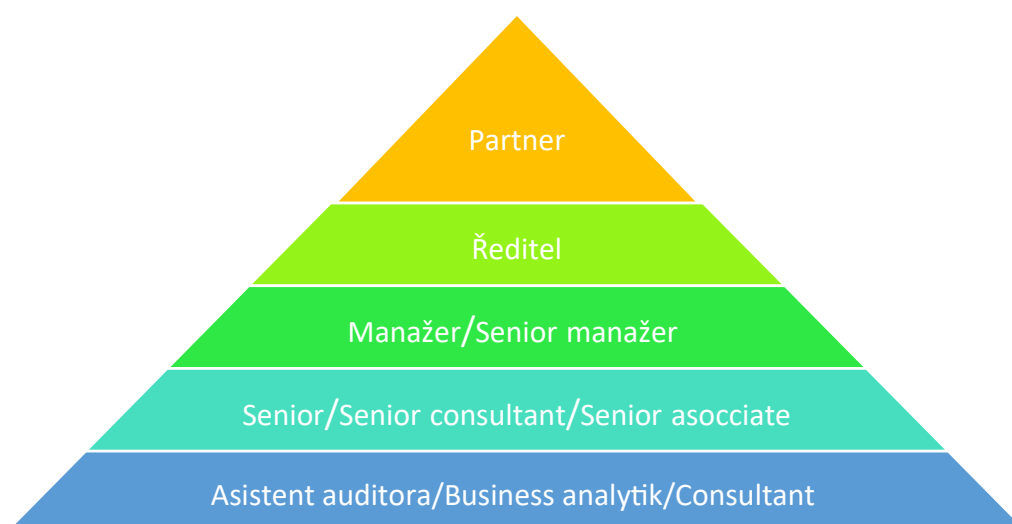 Partner
Ředitel
Manažer/Senior manažer
Senior/Senior consultant/Senior asocciate
Asistent auditora/Business analytik/Consultant